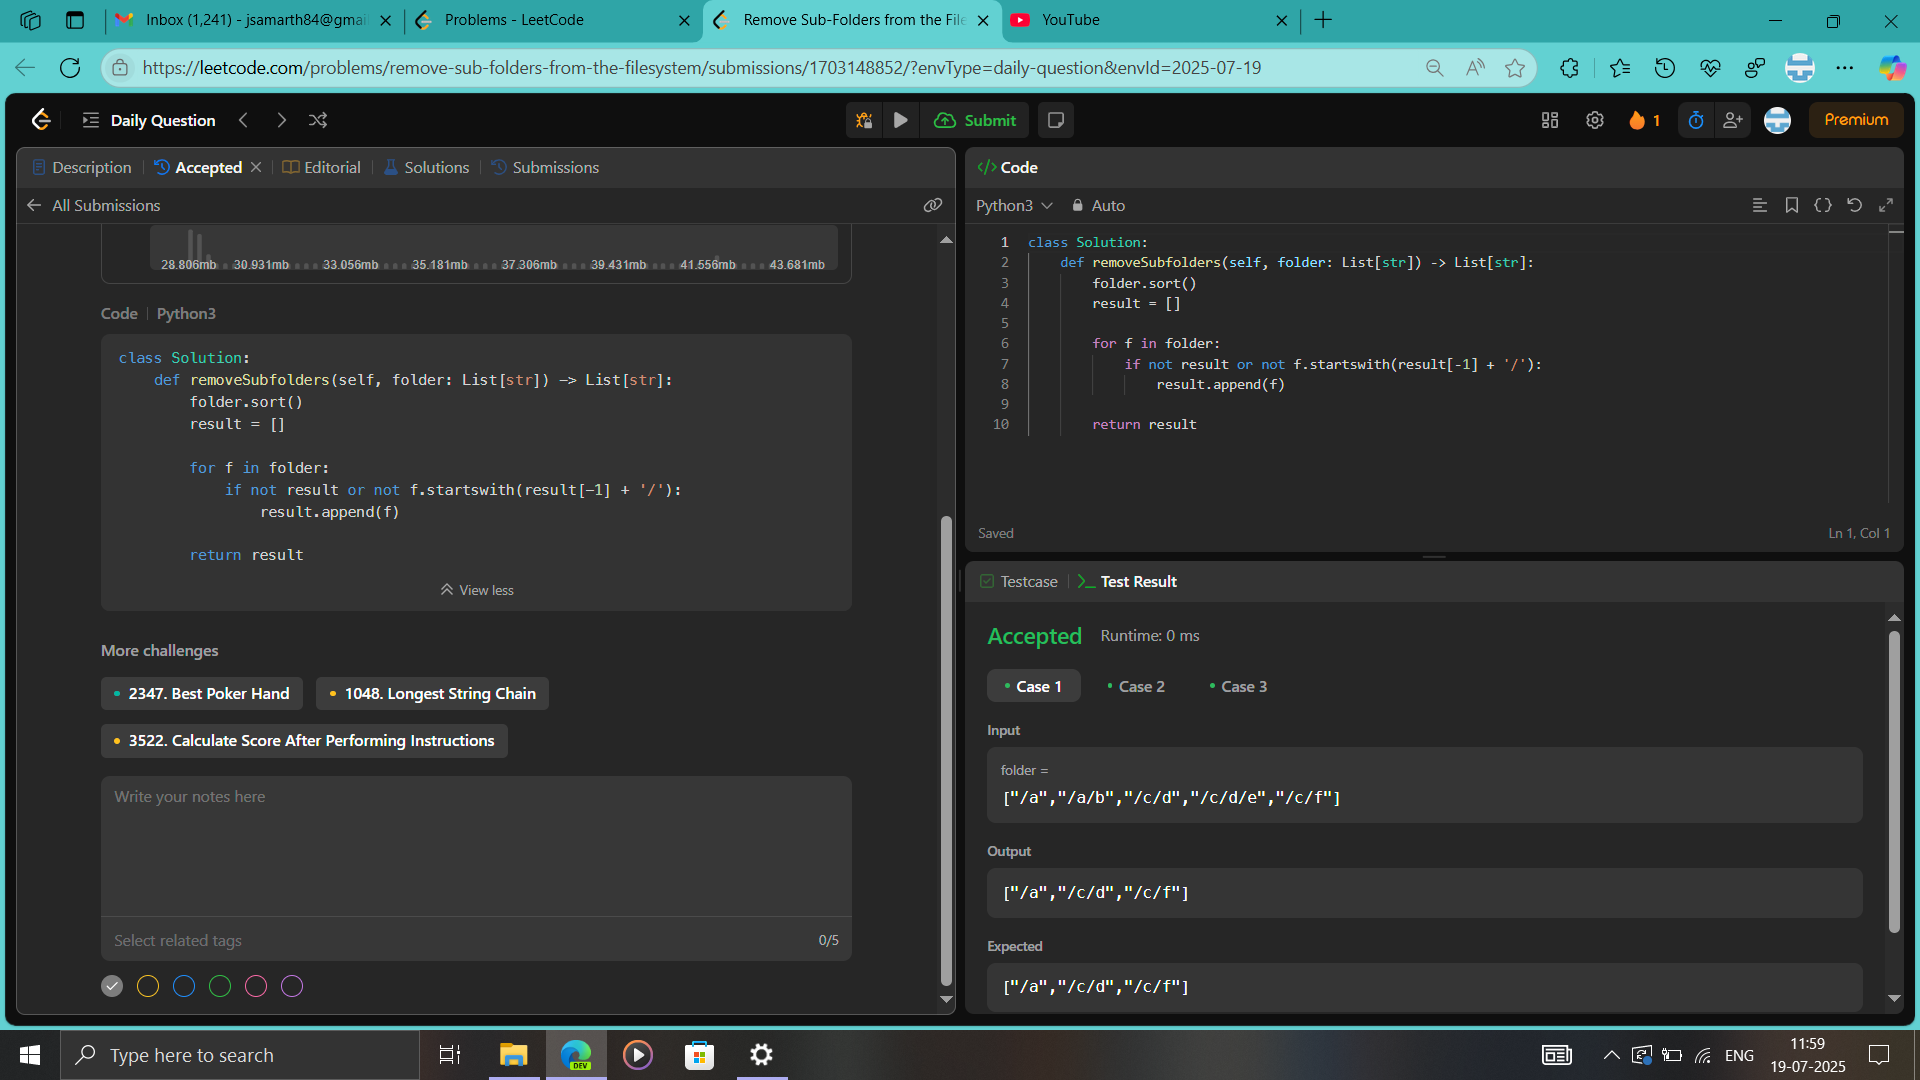 Inbox (1,241) - jsamarth84@gmai
Problems - LeetCode
Remove Sub-Folders from the File
YouTube
https://leetcode.com/problems/remove-sub-folders-from-the-filesystem/submissions/1703148852/?envType=daily-question&envId=2025-07-19
Daily Question
Submit
1
Premium
Description
Accepted
Editorial
Solutions
Submissions
All Submissions
28.806mb 30.931mb 33.056mb 35.181mb 37.306mb 39.431mb 41.556mb 43.681mb
Code | Python3
class Solution:
    def removeSubfolders(self, folder: List[str]) -> List[str]:
        folder.sort()
        result = []
        for f in folder:
            if not result or not f.startswith(result[-1] + '/'):
                result.append(f)
        return result
View less
More challenges
2347. Best Poker Hand
1048. Longest String Chain
3522. Calculate Score After Performing Instructions
Write your notes here
Select related tags
0/5
</> Code
Python3
Auto
1 class Solution:
2     def removeSubfolders(self, folder: List[str]) -> List[str]:
3         folder.sort()
4         result = []
5
6         for f in folder:
7             if not result or not f.startswith(result[-1] + '/'):
8                 result.append(f)
9
10         return result
Saved
Ln 1, Col 1
Testcase
Test Result
Accepted
Runtime: 0 ms
Case 1
Case 2
Case 3
Input
folder =
["/a","/a/b","/c/d","/c/d/e","/c/f"]
Output
["/a","/c/d","/c/f"]
Expected
["/a","/c/d","/c/f"]
Type here to search
DEV
ENG
11:59
19-07-2025